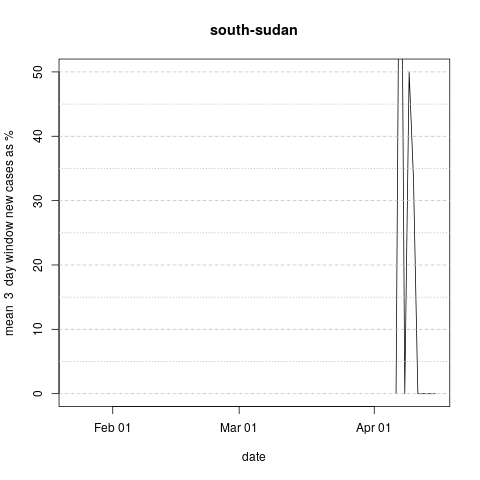 south-sudan
mean 3 day window new cases as %
50
40
30
20
10
0
Feb 01
Mar 01
Apr 01
date